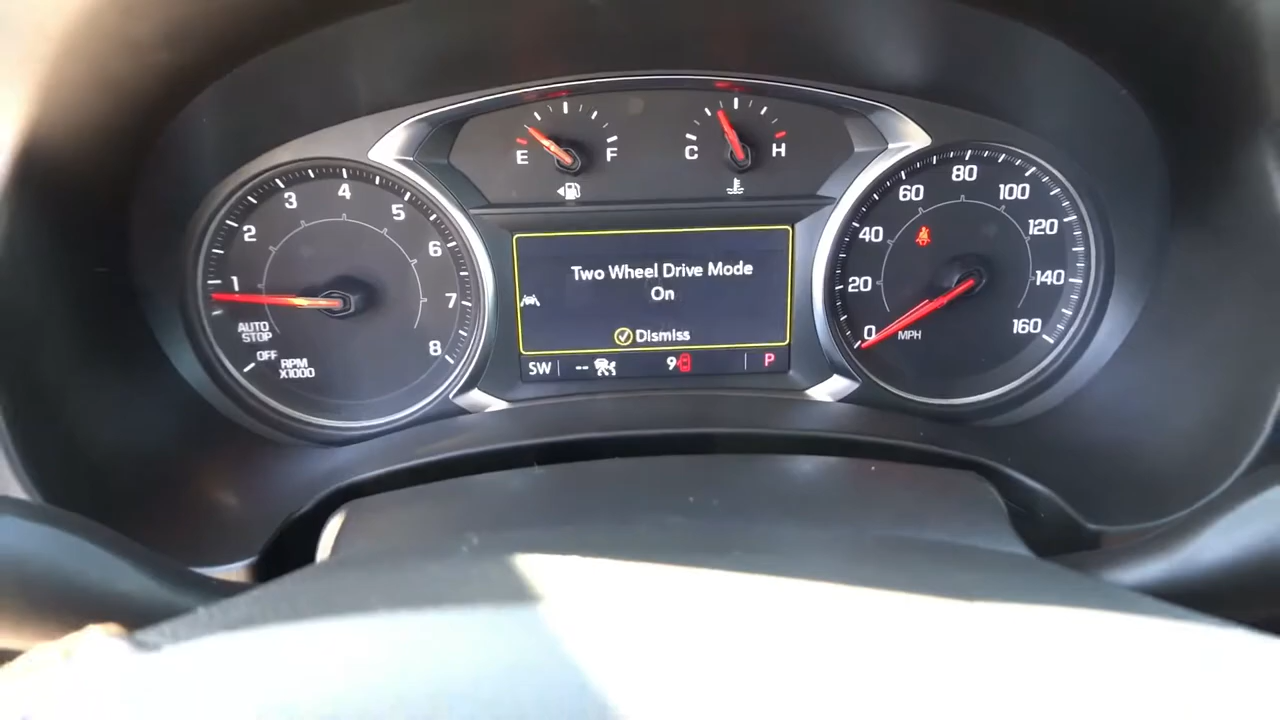 E F
C H
1
2
3
4
5
6
7
8
AUTO
STOP
OFF
RPM
X1000
Two Wheel Drive Mode
On
Dismiss
SW -- 9 P
0
20
40
60
80
100
120
140
160
MPH